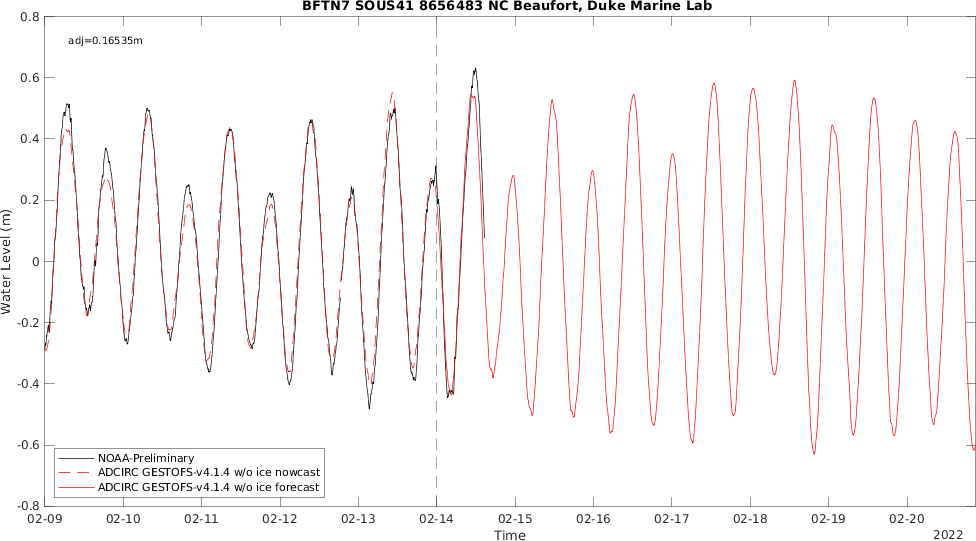 BFTN7 SOUS41 8656483 NC Beaufort, Duke Marine Lab
adj=0.16535m
Water Level (m)
0.8
0.6
0.4
0.2
0
-0.2
-0.4
-0.6
-0.8
NOAA-Preliminary
ADCIRC GESTOFS-v4.1.4 w/o ice nowcast
ADCIRC GESTOFS-v4.1.4 w/o ice forecast
02-09 02-10 02-11 02-12 02-13 02-14 02-15 02-16 02-17 02-18 02-19 02-20
Time
2022